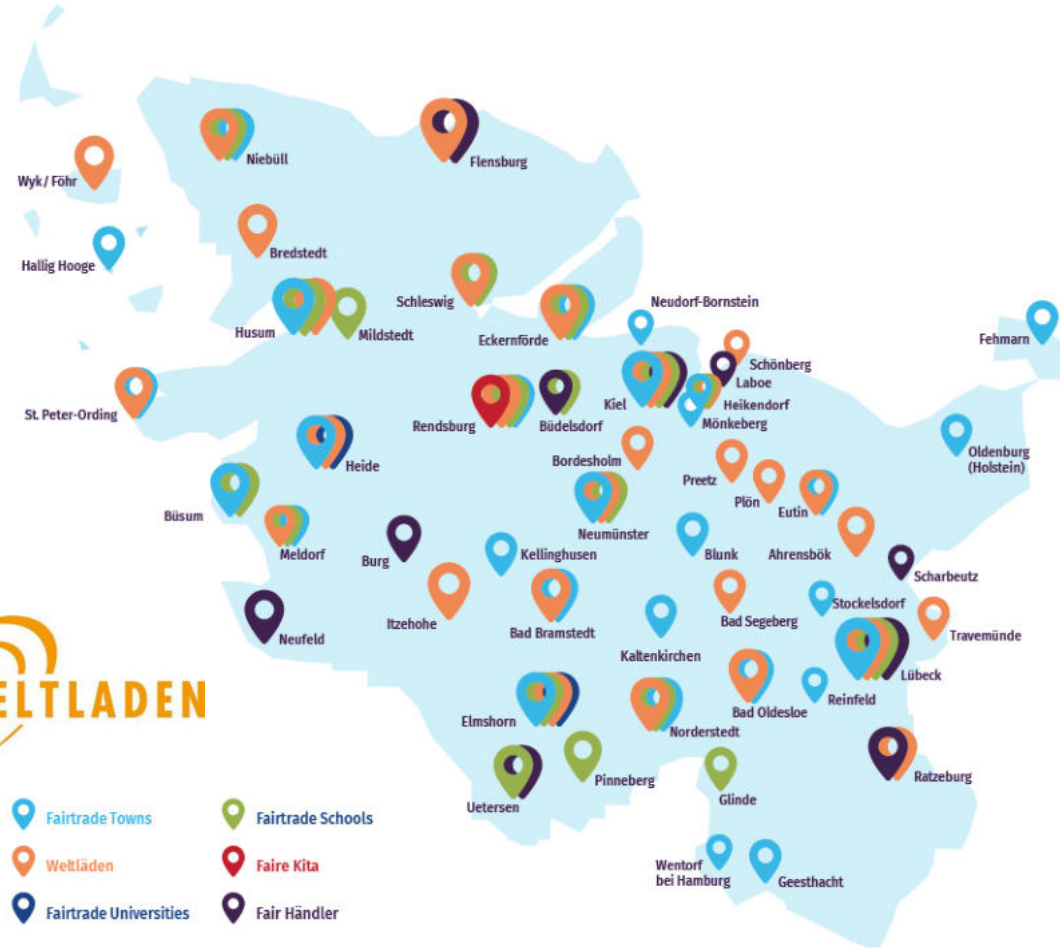 Niebüll
Flensburg
Wyk / Föhr
Bredstedt
Hallig Hooge
Schleswig
Neudorf-Bornstein
Husum
Mildstedt
Eckernförde
Fehmarn
Schönberg
Laboe
St. Peter-Ording
Rendsburg
Büdelsdorf
Kiel
Heikendorf
Mönkeberg
Heide
Bordesholm
Oldenburg
(Holstein)
Preetz
Plön
Eutin
Büsum
Neumünster
Meldorf
Burg
Kellinghusen
Blunk
Ahrensbök
Scharbeutz
Stockelsdorf
Neufeld
Itzehohe
Bad Bramstedt
Bad Segeberg
Travemünde
Kaltenkirchen
Lübeck
ELTLADEN
Elmshorn
Norderstedt
Bad Oldesloe
Reinfeld
Pinneberg
Ratzeburg
Uetersen
Glinde
Wentorf
bei Hamburg
Geesthacht
Fairtrade Towns
Fairtrade Schools
Weltläden
Faire Kita
Fairtrade Universities
Fair Händler